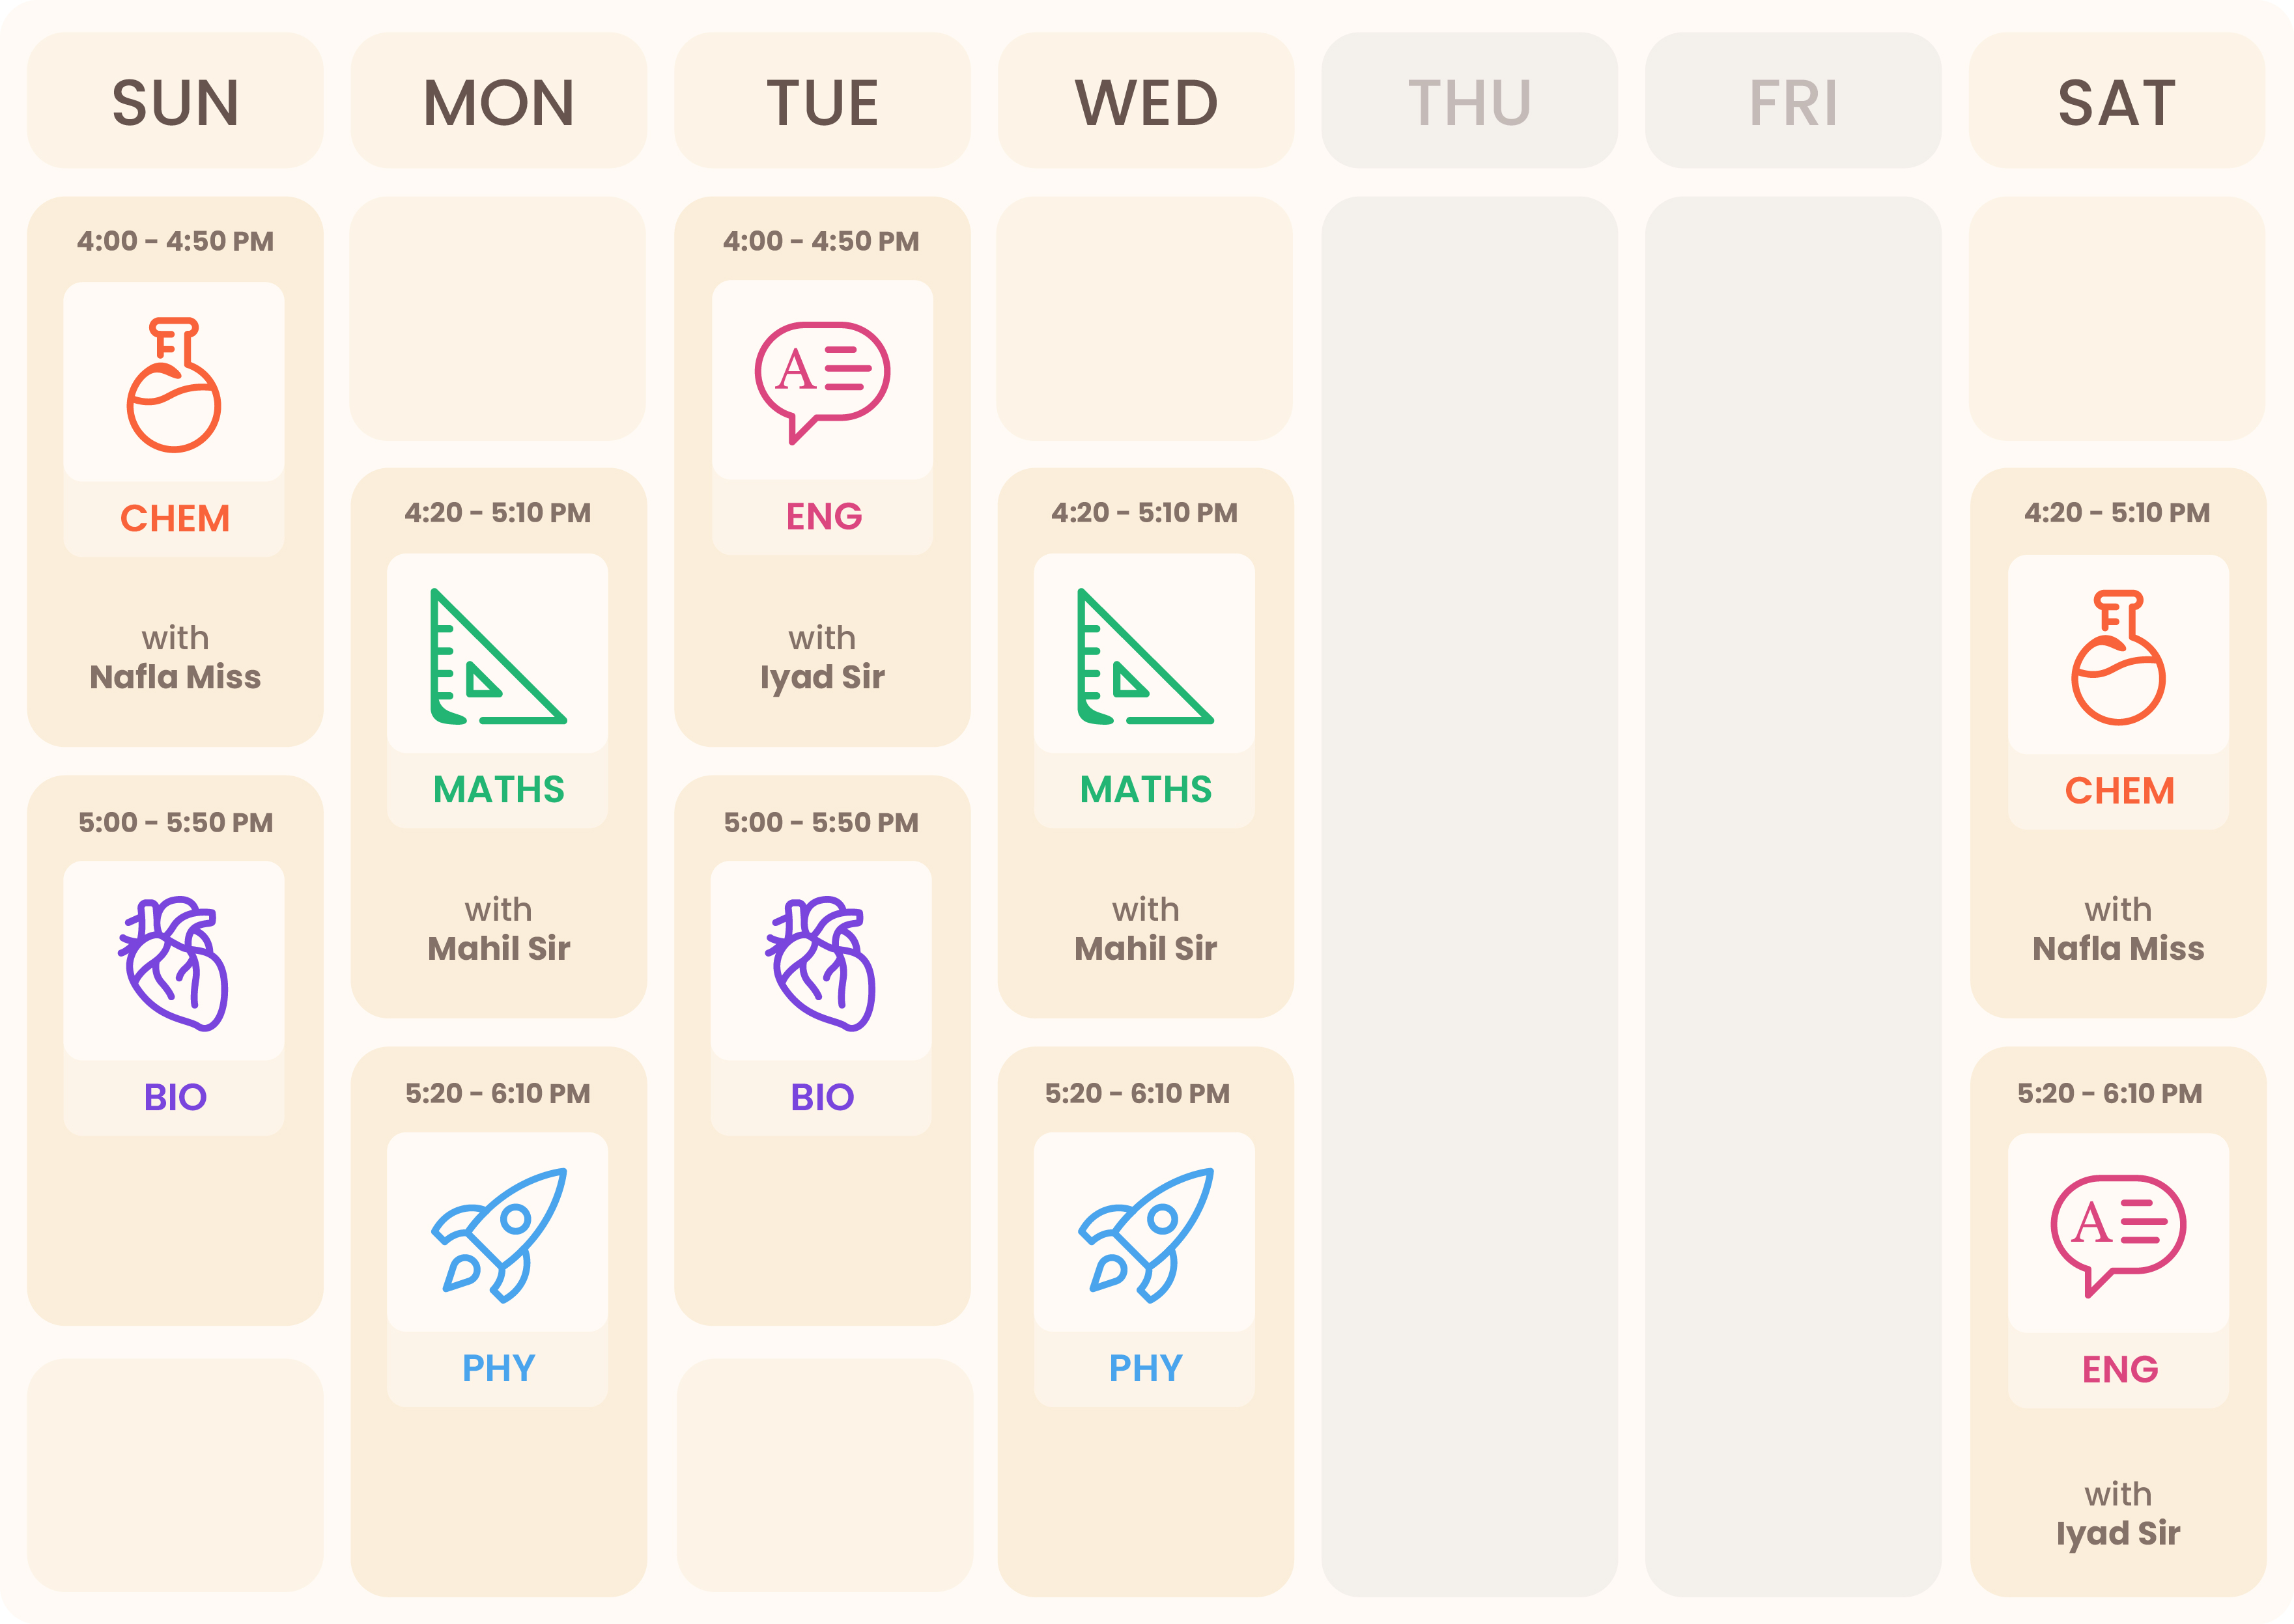 SUN
MON
TUE
WED
THU
FRI
SAT
4:00 - 4:50 PM
CHEM
with
Nafla Miss
5:00 - 5:50 PM
BIO
4:20 - 5:10 PM
MATHS
with
Mahil Sir
5:20 - 6:10 PM
PHY
4:00 - 4:50 PM
A
ENG
with
Iyad Sir
5:00 - 5:50 PM
BIO
4:20 - 5:10 PM
MATHS
with
Mahil Sir
5:20 - 6:10 PM
PHY
4:20 - 5:10 PM
CHEM
with
Nafla Miss
5:20 - 6:10 PM
A
ENG
with
Iyad Sir